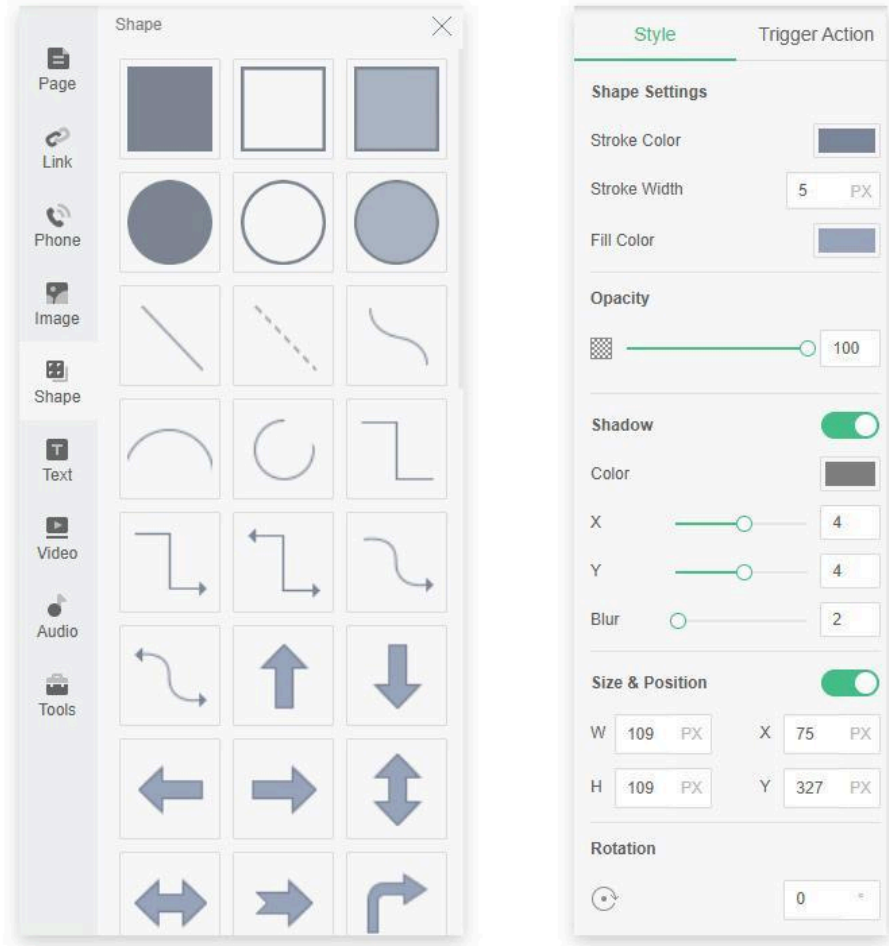 Shape
Page
Link
Phone
Image
Shape
Text
Video
Audio
Tools
Style
Trigger Action
Shape Settings
Stroke Color
Stroke Width 5 PX
Fill Color
Opacity
100
Shadow
Color
X 4
Y 4
Blur 2
Size & Position
W 109 PX X 75 PX
H 109 PX Y 327 PX
Rotation
0 °